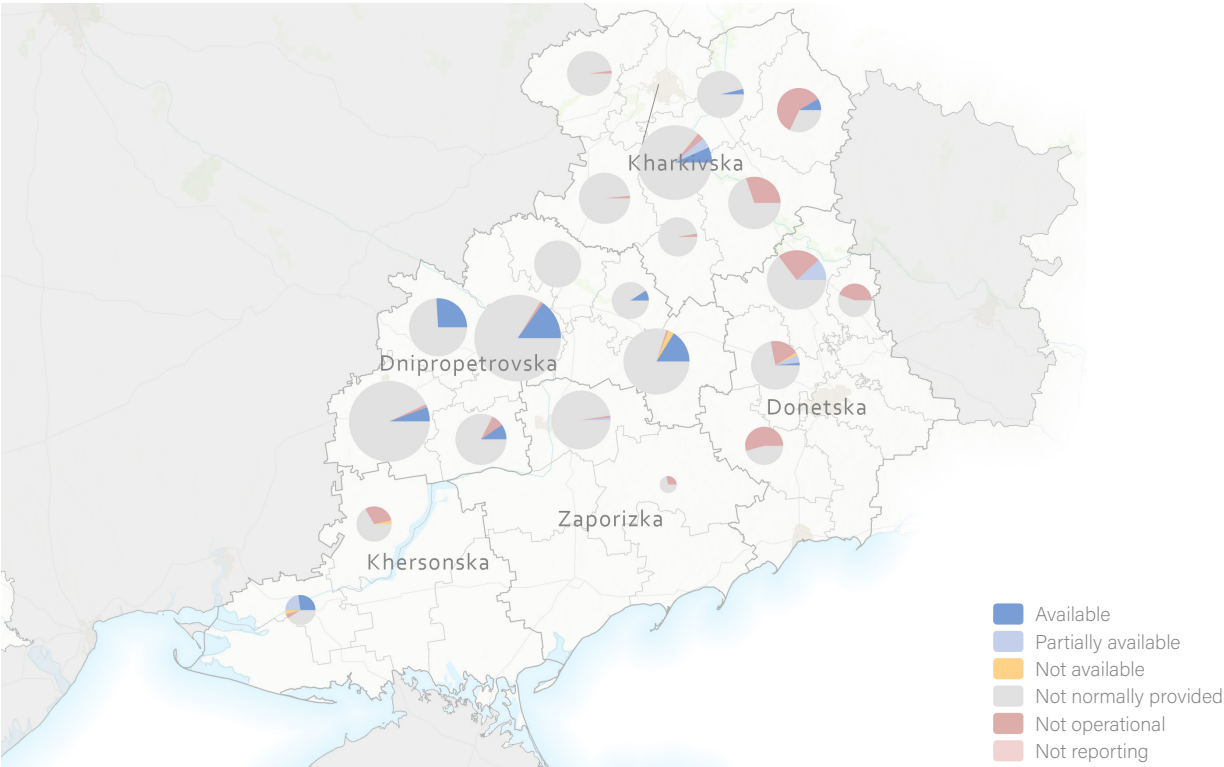 Kharkivska
Dnipropetrovska
Donetska
Zaporizka
Khersonska
Available
Partially available
Not available
Not normally provided
Not operational
Not reporting